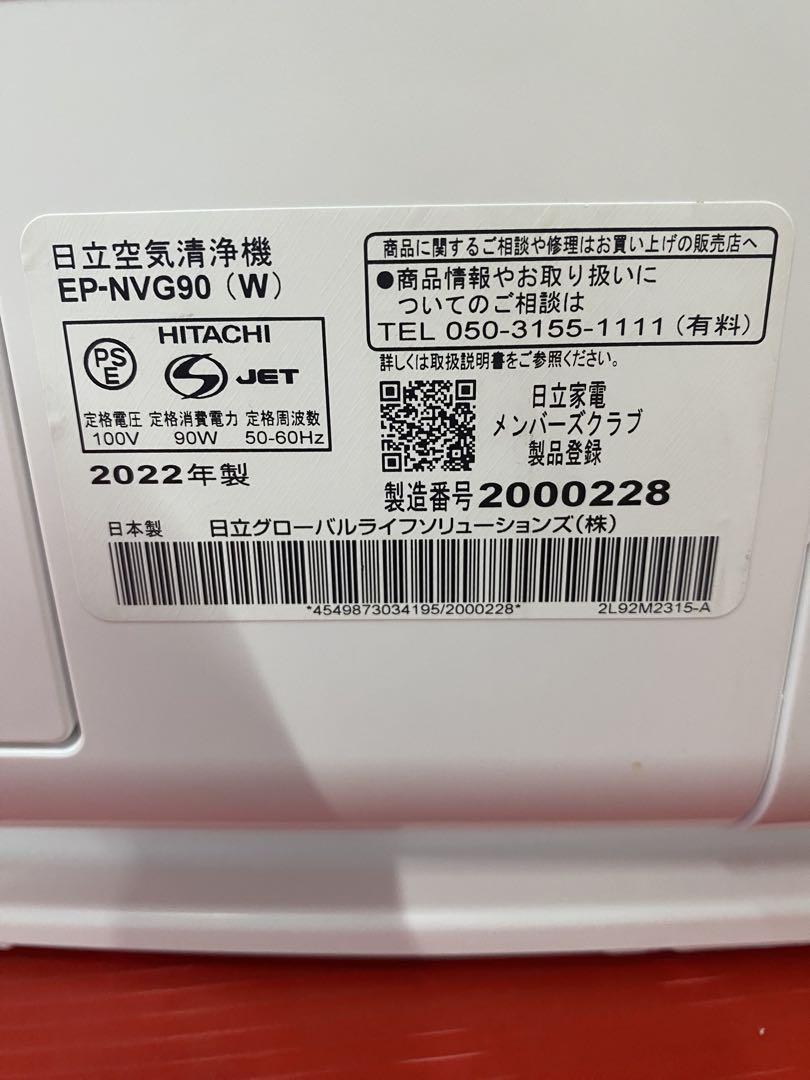 日立空気清浄機
EP-NVG90（W）
HITACHI
PS
E
S JET
定格電圧 定格消費電力 定格周波数
100V 90W 50-60Hz
2022年製
商品に関するご相談や修理はお買い上げの販売店へ
●商品情報やお取り扱いに
ついてのご相談は
TEL 050-3155-1111（有料）
詳しくは取扱説明書をご参照ください。
日立家電
メンバーズクラブ
製品登録
製造番号2000228
日本製 日立グローバルライフソリューションズ（株）
*4549873034195/2000228* 2L92M2315-A